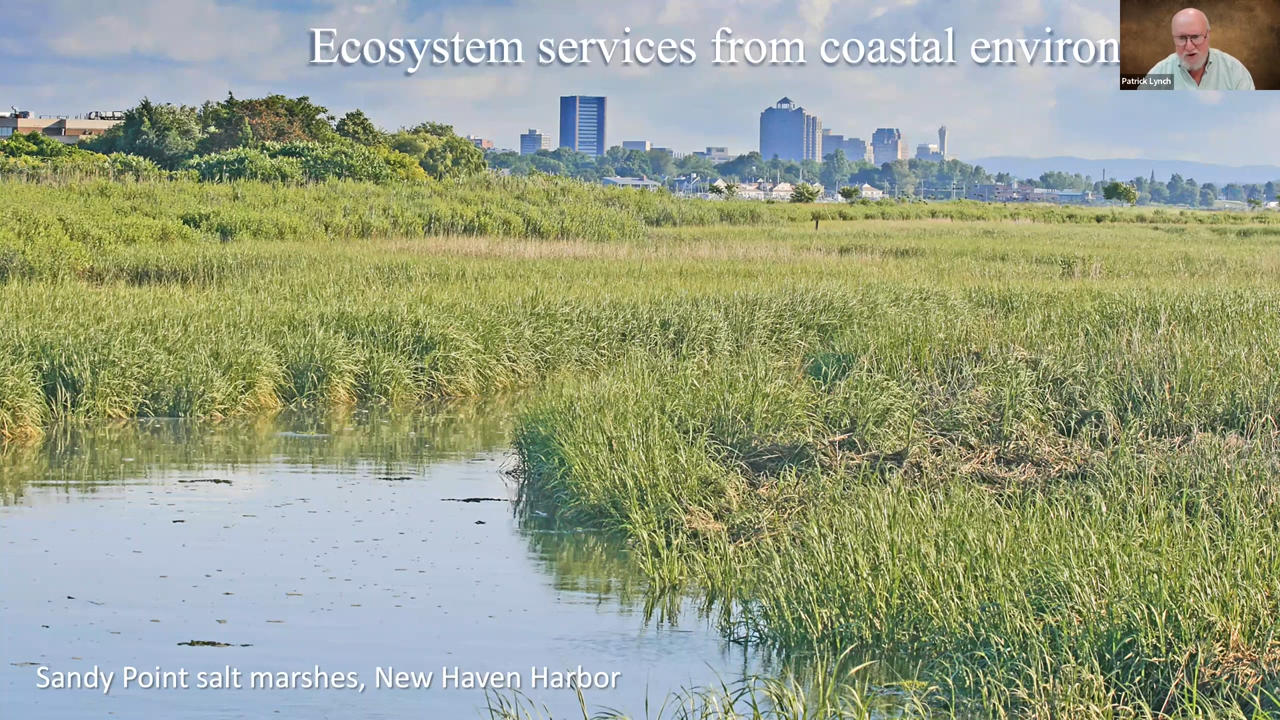 Ecosystem services from coastal environ
Patrick Lynch
Sandy Point salt marshes, New Haven Harbor